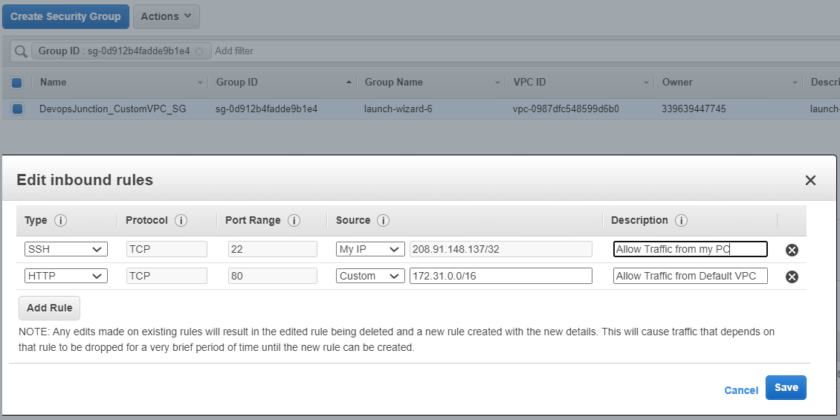 Create Security Group Actions
Group ID : sg-0d912b4fadde9b1e4 Add filter
Name Group ID Group Name VPC ID Owner Descri
DevopsJunction_CustomVPC_SG sg-0d912b4fadde9b1e4 launch-wizard-6 vpc-0987dfc548599d6b0 339639447745 launch-
Edit inbound rules
Type Protocol Port Range Source Description
SSH TCP 22 My IP 208.91.148.137/32 Allow Traffic from my PC
HTTP TCP 80 Custom 172.31.0.0/16 Allow Traffic from Default VPC
Add Rule
NOTE: Any edits made on existing rules will result in the edited rule being deleted and a new rule created with the new details. This will cause traffic that depends on
that rule to be dropped for a very brief period of time until the new rule can be created.
Cancel Save